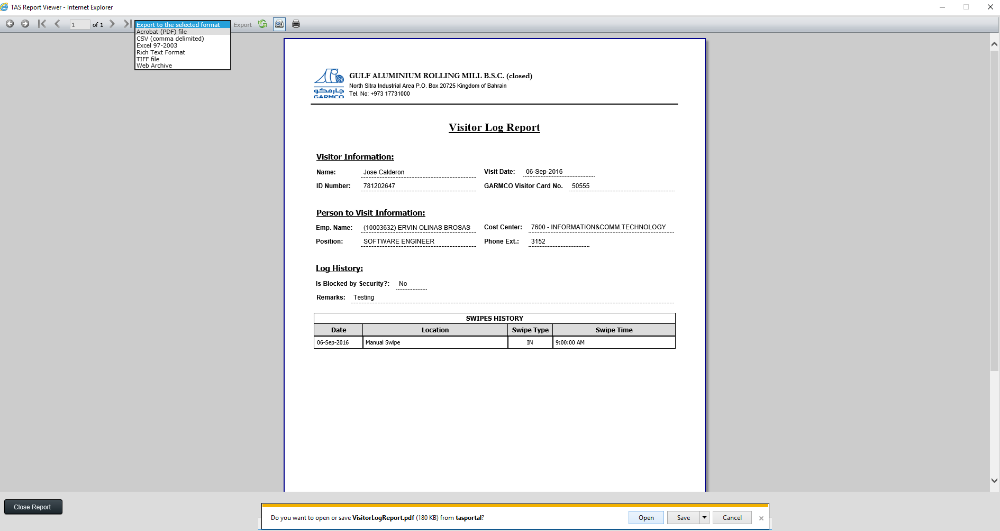 TAS Report Viewer - Internet Explorer
1 of 1 Export to the selected format Export
Acrobat (PDF) file
CSV (comma delimited)
Excel 97-2003
Rich Text Format
TIFF file
Web Archive
GULF ALUMINIUM ROLLING MILL B.S.C. (closed)
North Sitra Industrial Area P.O. Box 20725 Kingdom of Bahrain
جارمكو
GARMCO
Tel. No: +973 17731000
Visitor Log Report
Visitor Information:
Name: Jose Calderon Visit Date: 06-Sep-2016
ID Number: 781202647 GARMCO Visitor Card No. 50555
Person to Visit Information:
Emp. Name: (10003632) ERVIN OLINAS BROSAS Cost Center: 7600 - INFORMATION&COMM.TECHNOLOGY
Position: SOFTWARE ENGINEER Phone Ext.: 3152
Log History:
Is Blocked by Security?: No
Remarks: Testing
SWIPES HISTORY
Date Location Swipe Type Swipe Time
06-Sep-2016 Manual Swipe IN 9:00:00 AM
Close Report
Do you want to open or save VisitorLogReport.pdf (180 KB) from tasportal? Open Save Cancel